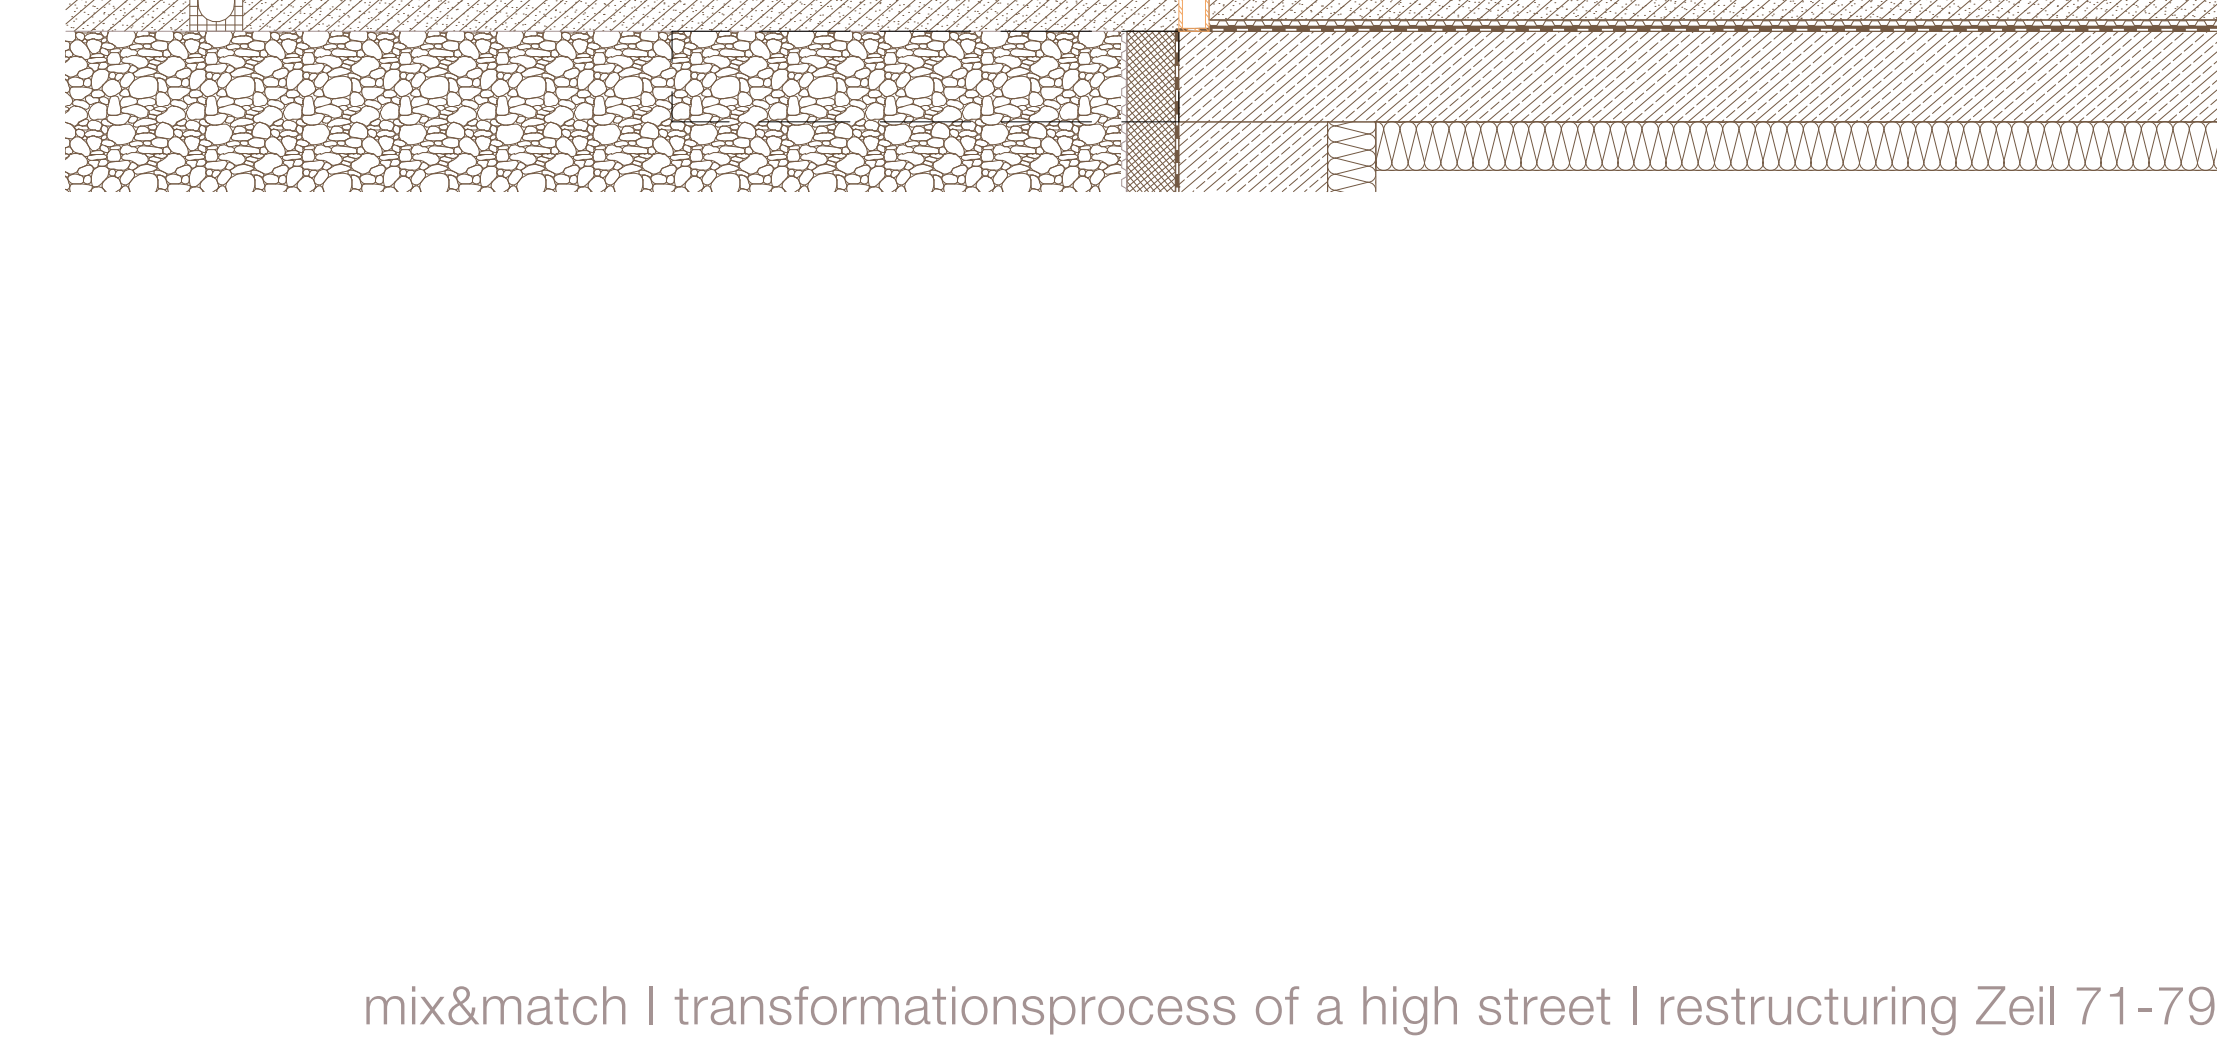 mix&match I transformationsprocess of a high street I restructuring Zeil 71-79